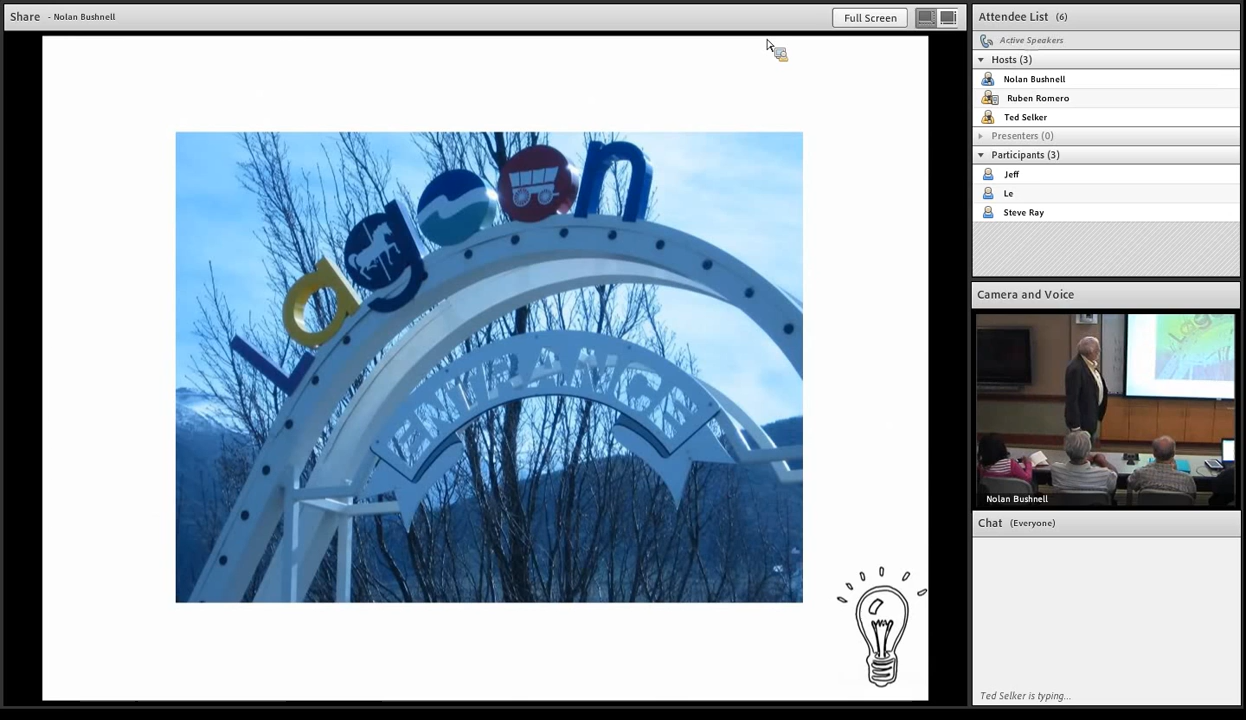 Share - Nolan Bushnell
Full Screen
Lagoon
ENTRANCE
Attendee List (6)
Active Speakers
Hosts (3)
Nolan Bushnell
Ruben Romero
Ted Selker
Presenters (0)
Participants (3)
Jeff
Le
Steve Ray
Camera and Voice
Nolan Bushnell
Chat (Everyone)
Ted Selker is typing...